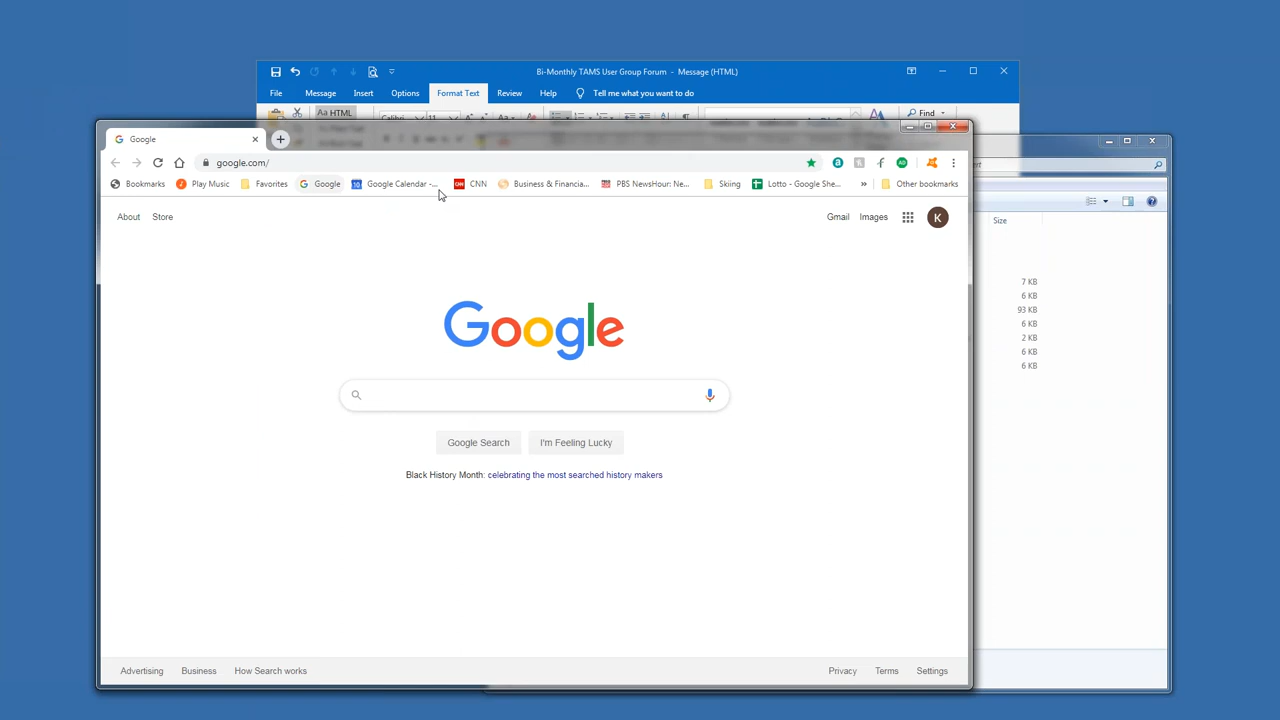 Bi-Monthly TAMS User Group Forum - Message (HTML)
File Message Insert Options Format Text Review Help Tell me what you want to do
Aa HTML Calibri 11 Find
Google
google.com/
Bookmarks Play Music Favorites Google Google Calendar -... CNN Business & Financia... PBS NewsHour: Ne... Skiing Lotto - Google She... » Other bookmarks
About Store Gmail Images K
Size
7 KB
6 KB
93 KB
6 KB
2 KB
6 KB
6 KB
Google
Google Search I'm Feeling Lucky
Black History Month: celebrating the most searched history makers
Advertising Business How Search works Privacy Terms Settings